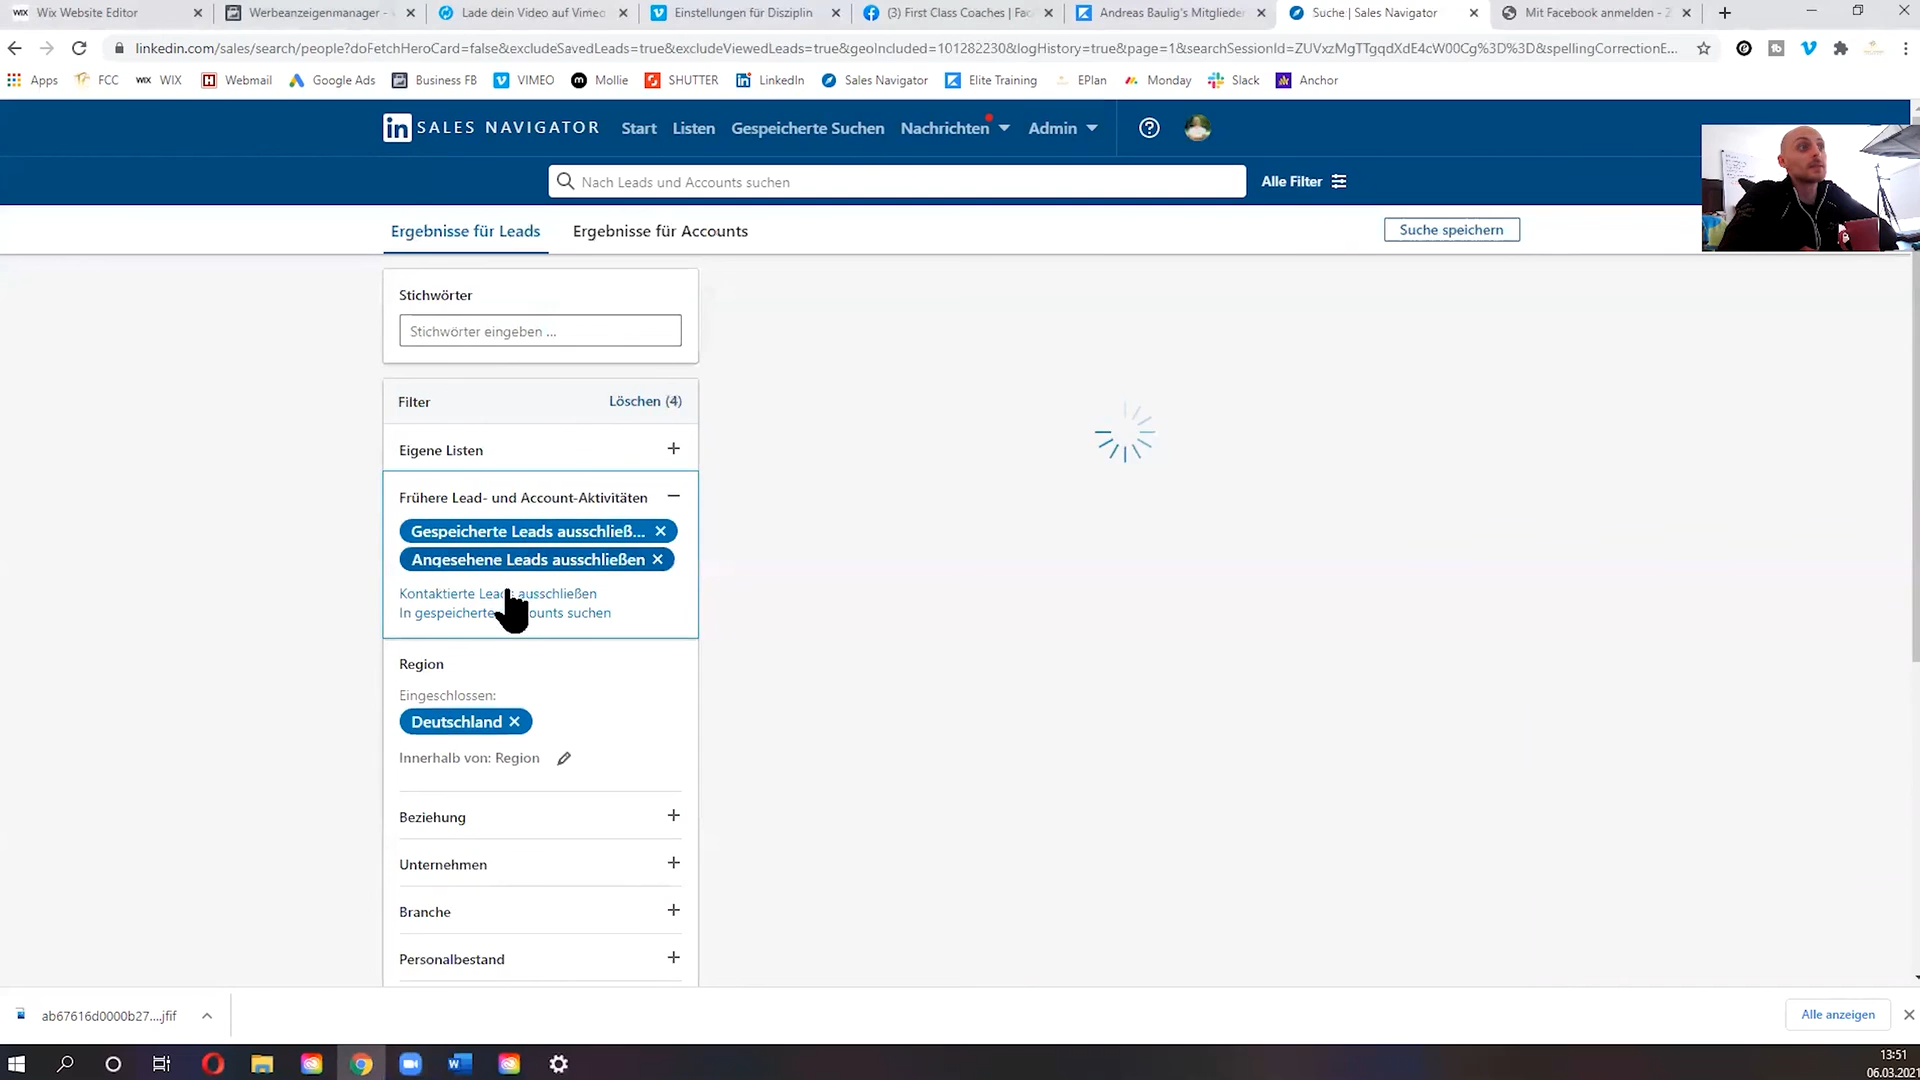 Wix Website Editor
Werbeanzeigenmanager -
Lade dein Video auf Vimeo
Einstellungen für Disziplin
(3) First Class Coaches | Fac
Andreas Baulig's Mitglieder
Suche | Sales Navigator
Mit Facebook anmelden - Z
linkedin.com/sales/search/people?doFetchHeroCard=false&excludeSavedLeads=true&excludeViewedLeads=true&geoIncluded=101282230&logHistory=true&page=1&searchSessionId=ZUVxzMgTTgqdXdE4cW00Cg%3D%3D&spellingCorrectionE...
Apps FCC WIX WIX Webmail Google Ads Business FB VIMEO Mollie SHUTTER LinkedIn Sales Navigator Elite Training EPlan Monday Slack Anchor
in SALES NAVIGATOR Start Listen Gespeicherte Suchen Nachrichten Admin
Nach Leads und Accounts suchen
Alle Filter
Ergebnisse für Leads
Ergebnisse für Accounts
Suche speichern
Stichwörter
Stichwörter eingeben ...
Filter
Löschen (4)
Eigene Listen
Frühere Lead- und Account-Aktivitäten
Gespeicherte Leads ausschließ...
Angesehene Leads ausschließen
Kontaktierte Leads ausschließen
In gespeicherte ounts suchen
Region
Eingeschlossen:
Deutschland
Innerhalb von: Region
Beziehung
Unternehmen
Branche
Personalbestand
ab67616d0000b27....jfif
Alle anzeigen
13:51
06.03.2021